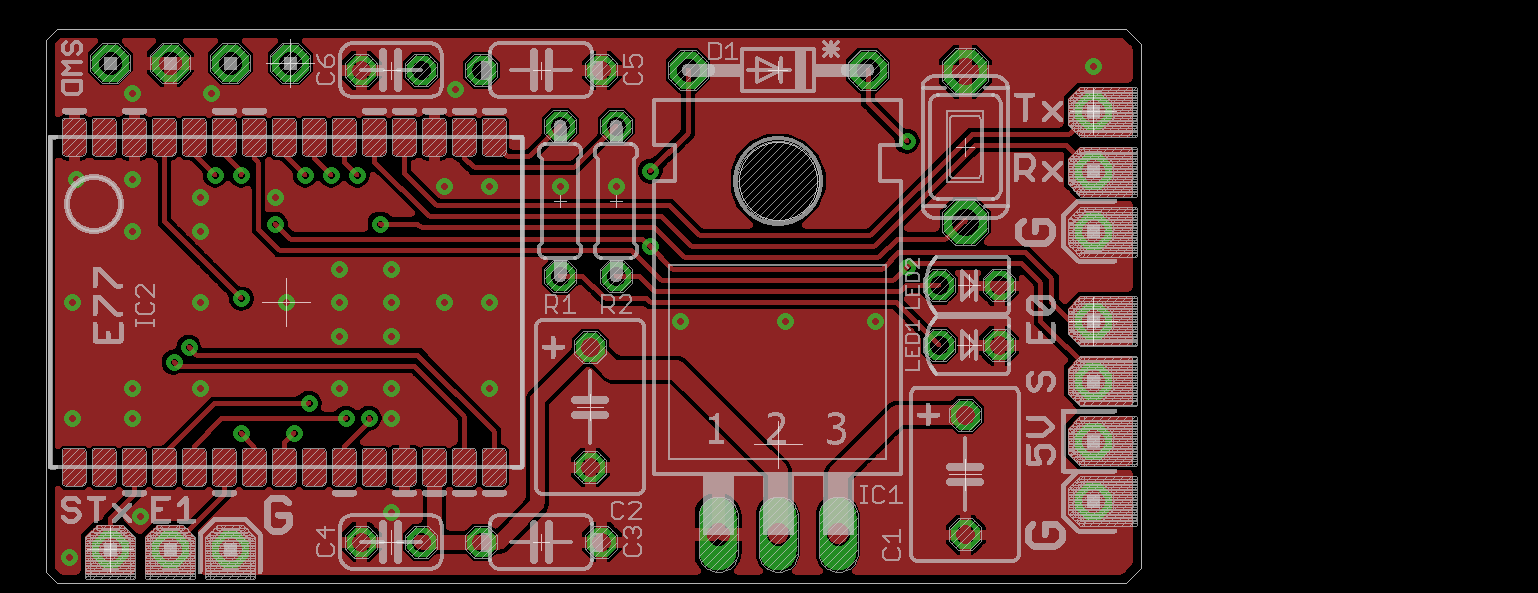 SWD
C6
C5
D1
*
Tx
Rx
G
E77
IC2
R1 R2
LED2
LED1
E0
S
+
+
1 2 3
5V
STx E1 G
C2
IC1
C4
C3
C1
G